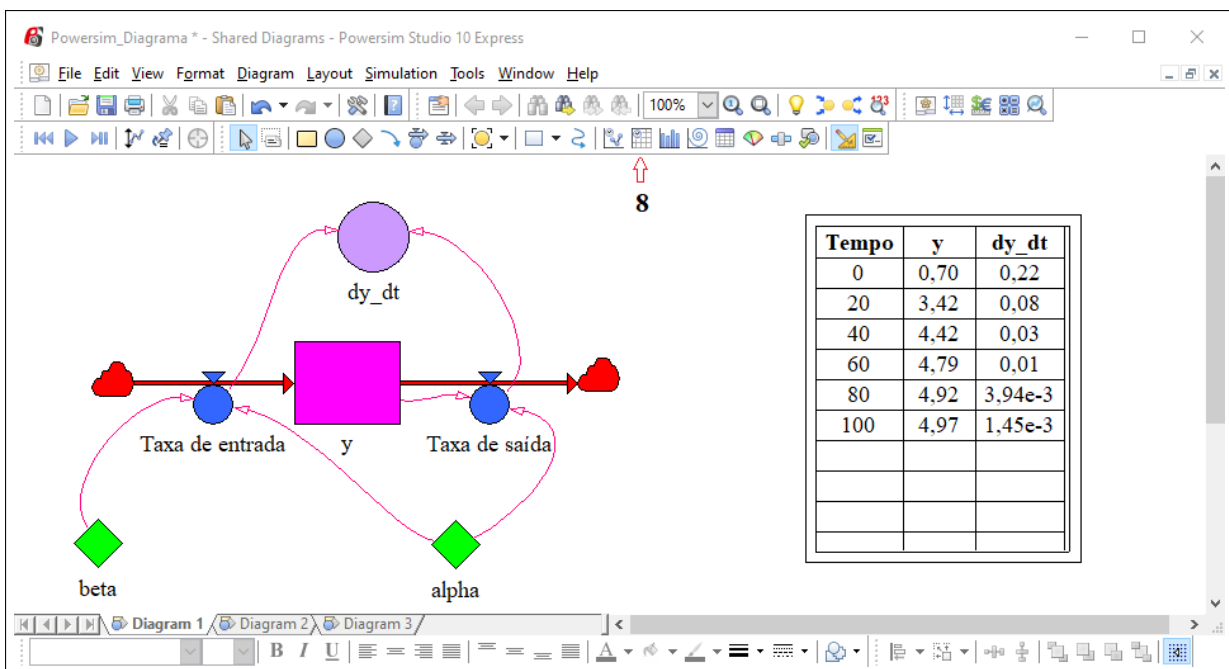 Powersim_Diagrama * - Shared Diagrams - Powersim Studio 10 Express
File Edit View Format Diagram Layout Simulation Tools Window Help
100%
8
dy_dt
Taxa de entrada
y
Taxa de saída
beta
alpha
Tempo y dy_dt
0 0,70 0,22
20 3,42 0,08
40 4,42 0,03
60 4,79 0,01
80 4,92 3,94e-3
100 4,97 1,45e-3
Diagram 1 Diagram 2 Diagram 3
B I U A